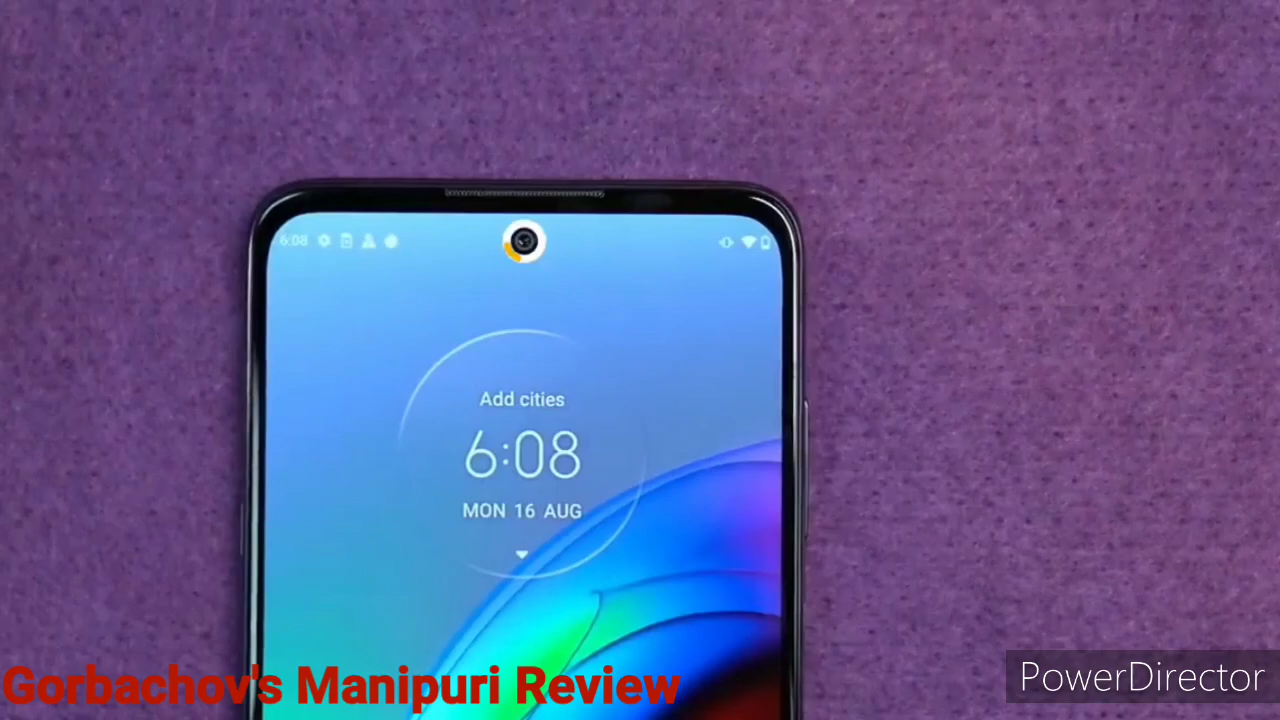 6:08
Add cities
6:08
MON 16 AUG
Gorbachov's Manipuri Review
PowerDirector